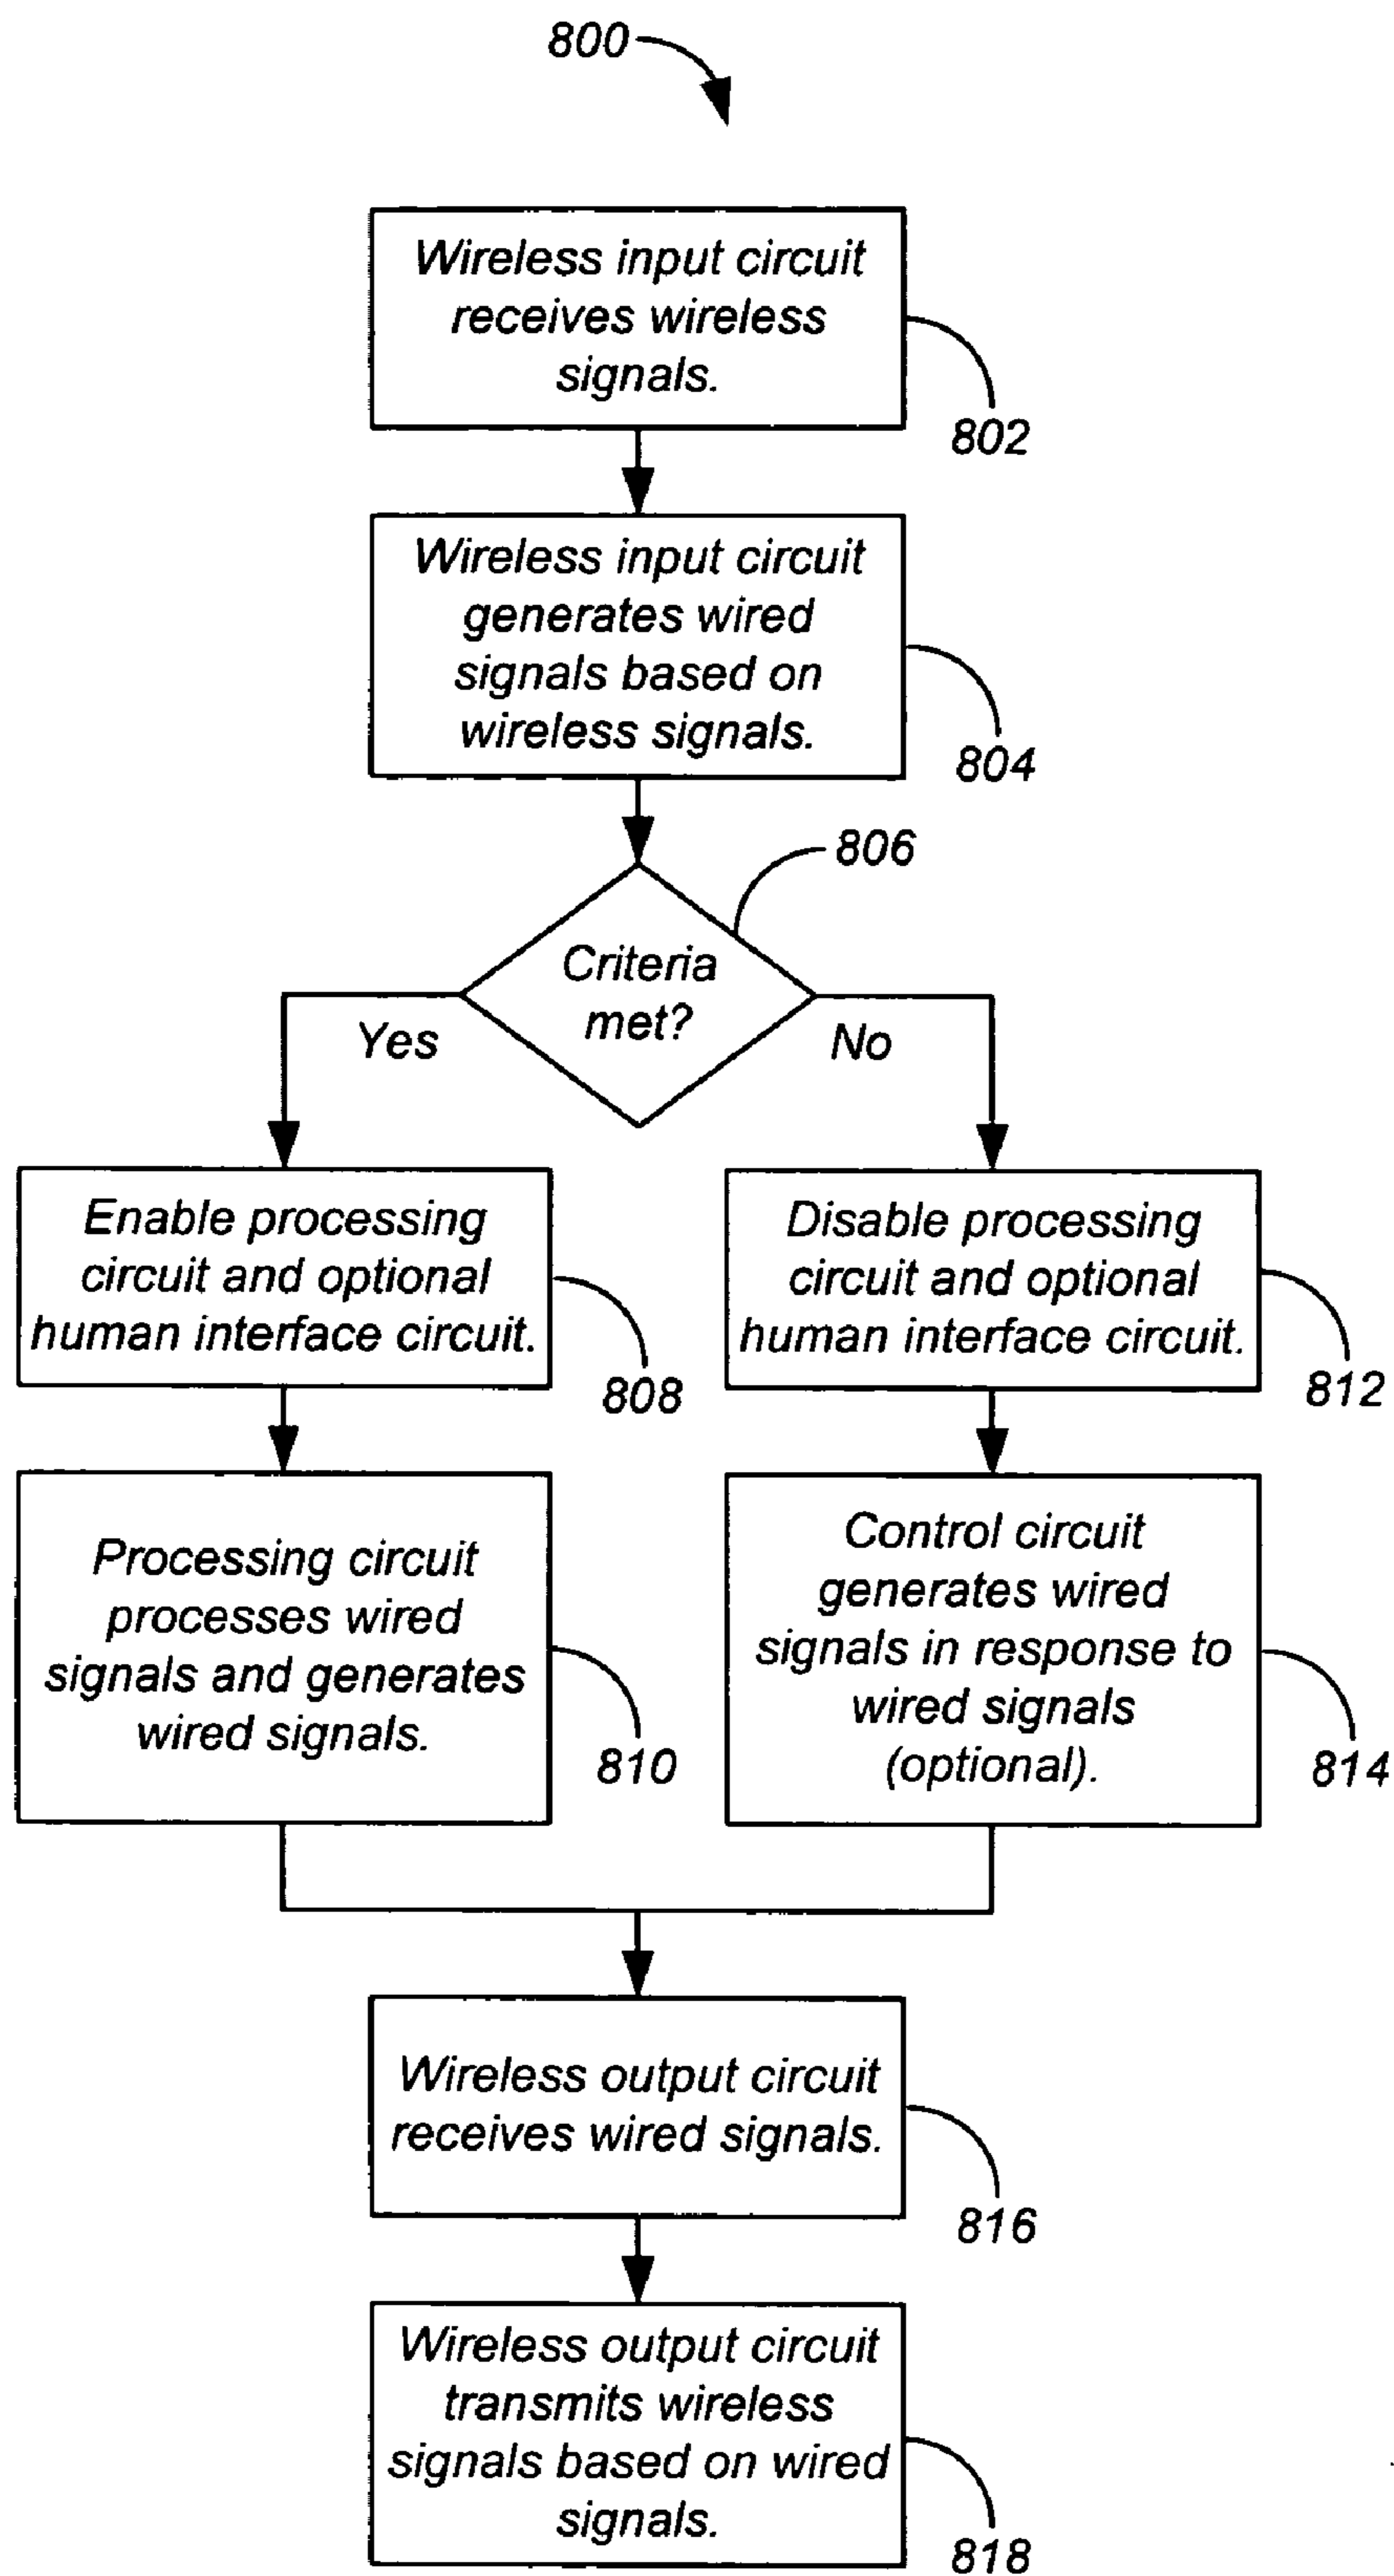 800
Wireless input circuit
receives wireless
signals.
802
Wireless input circuit
generates wired
signals based on
wireless signals.
804
806
Criteria
met?
Yes
No
Enable processing
circuit and optional
human interface circuit.
808
Disable processing
circuit and optional
human interface circuit.
812
Processing circuit
processes wired
signals and generates
wired signals.
810
Control circuit
generates wired
signals in response to
wired signals
(optional).
814
Wireless output circuit
receives wired signals.
816
Wireless output circuit
transmits wireless
signals based on wired
signals.
818